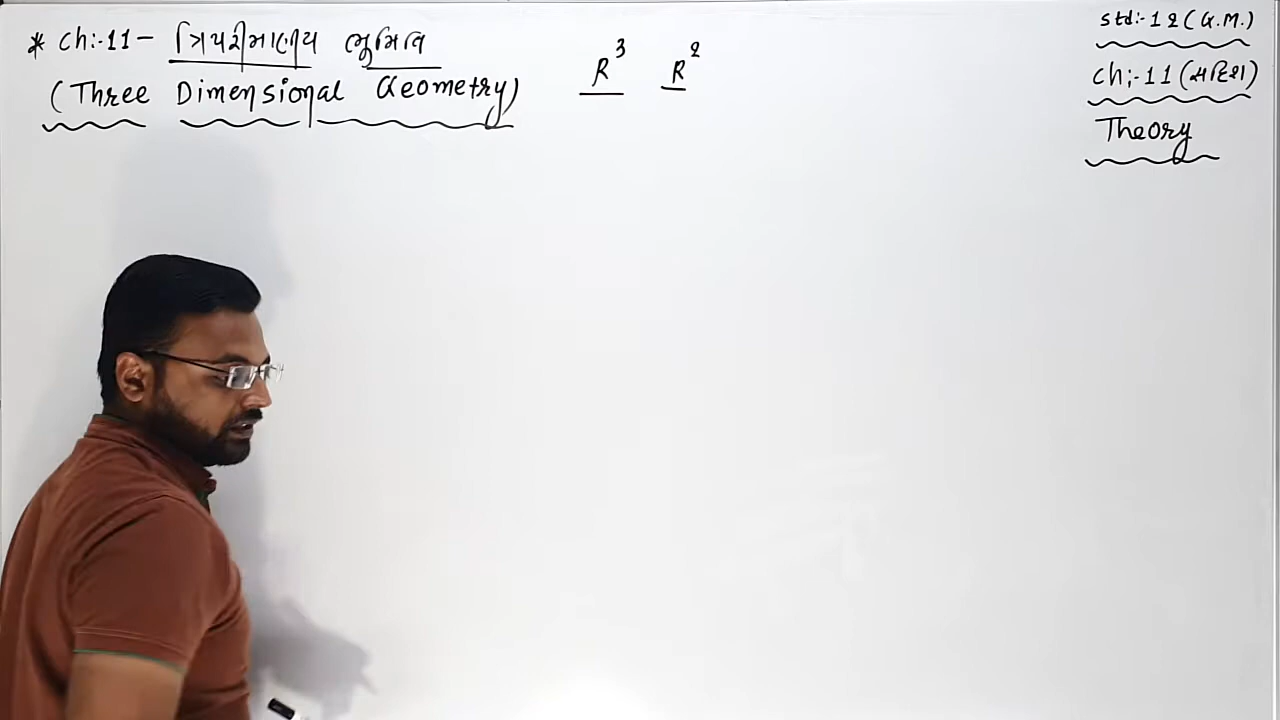 * Ch:-11- ત્રિપરીમાણીય ભૂમિતિ
(Three Dimensional Geometry)
R³ R²
Std:-12(G.M.)
Ch:-11(સદિશ)
Theory